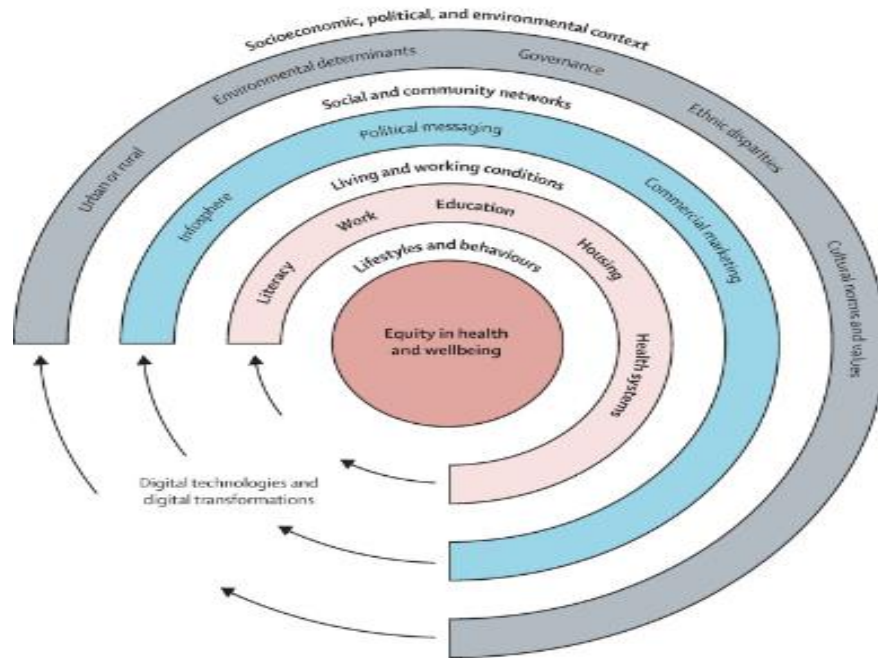 Socioeconomic, political, and environmental context
Urban or rural
Environmental determinants
Governance
Ethnic disparities
Cultural norms and values
Social and community networks
Infosphere
Political messaging
Commercial marketing
Living and working conditions
Literacy
Work
Education
Housing
Health systems
Lifestyles and behaviours
Equity in health
and wellbeing
Digital technologies and
digital transformations